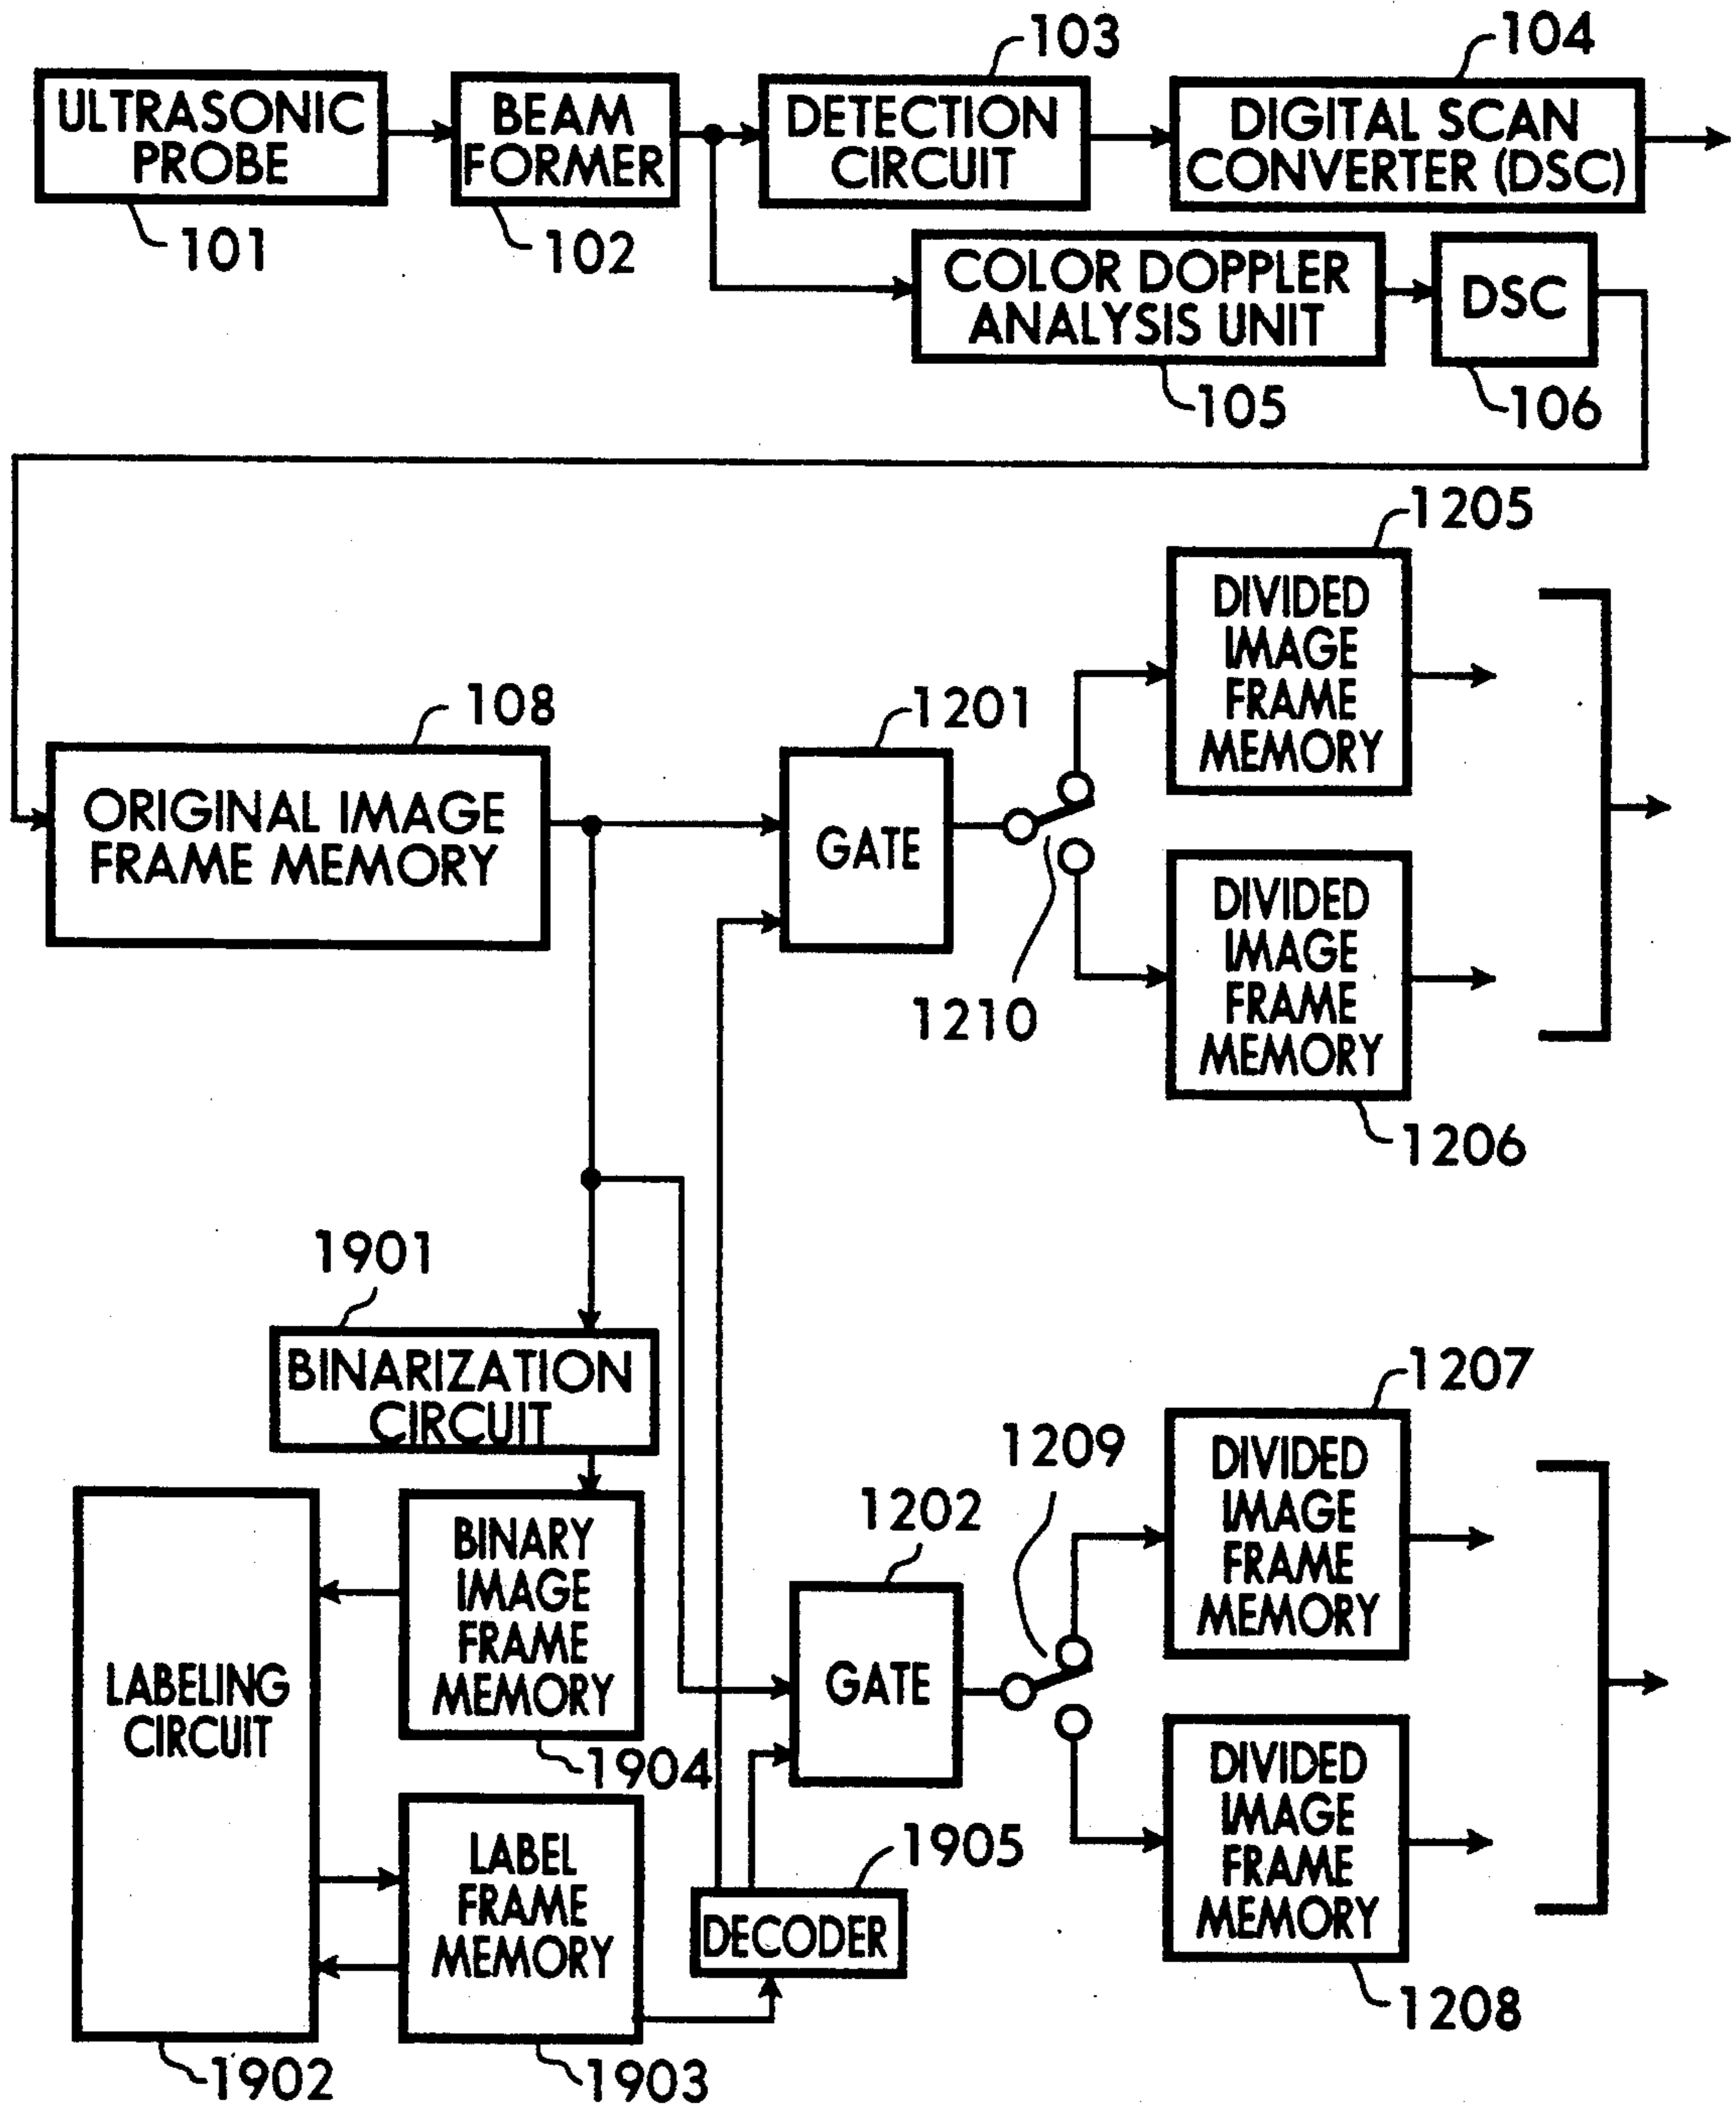 103
104
ULTRASONIC
PROBE
BEAM
FORMER
DETECTION
CIRCUIT
DIGITAL SCAN
CONVERTER (DSC)
101
102
COLOR DOPPLER
ANALYSIS UNIT
DSC
105
106
1205
DIVIDED
IMAGE
FRAME
MEMORY
108
1201
ORIGINAL IMAGE
FRAME MEMORY
GATE
1210
DIVIDED
IMAGE
FRAME
MEMORY
1206
1901
BINARIZATION
CIRCUIT
1207
1209
DIVIDED
IMAGE
FRAME
MEMORY
1202
BINARY
IMAGE
FRAME
MEMORY
GATE
LABELING
CIRCUIT
1904
DIVIDED
IMAGE
FRAME
MEMORY
1905
LABEL
FRAME
MEMORY
DECODER
1208
1902
1903